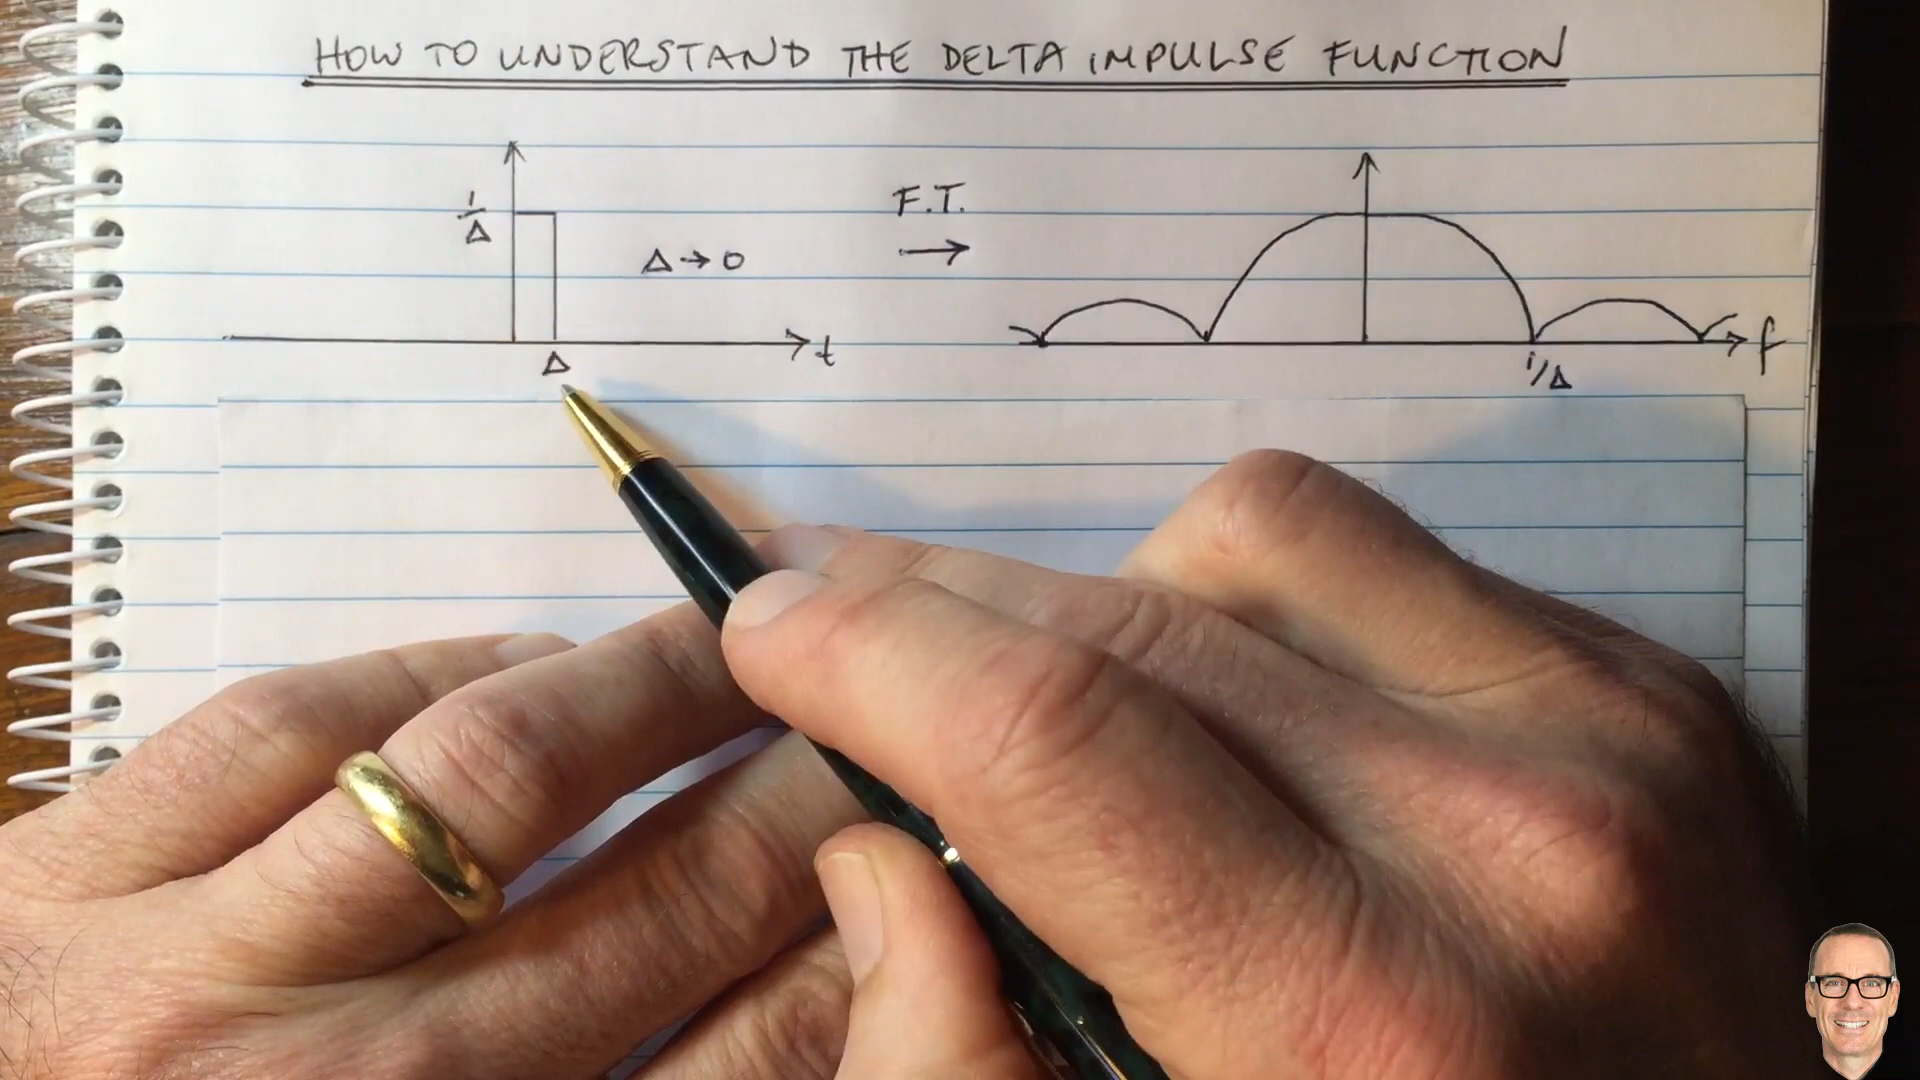 HOW TO UNDERSTAND THE DELTA IMPULSE FUNCTION
1/Δ
Δ→0
Δ
t
F.T.
→
1/Δ
f